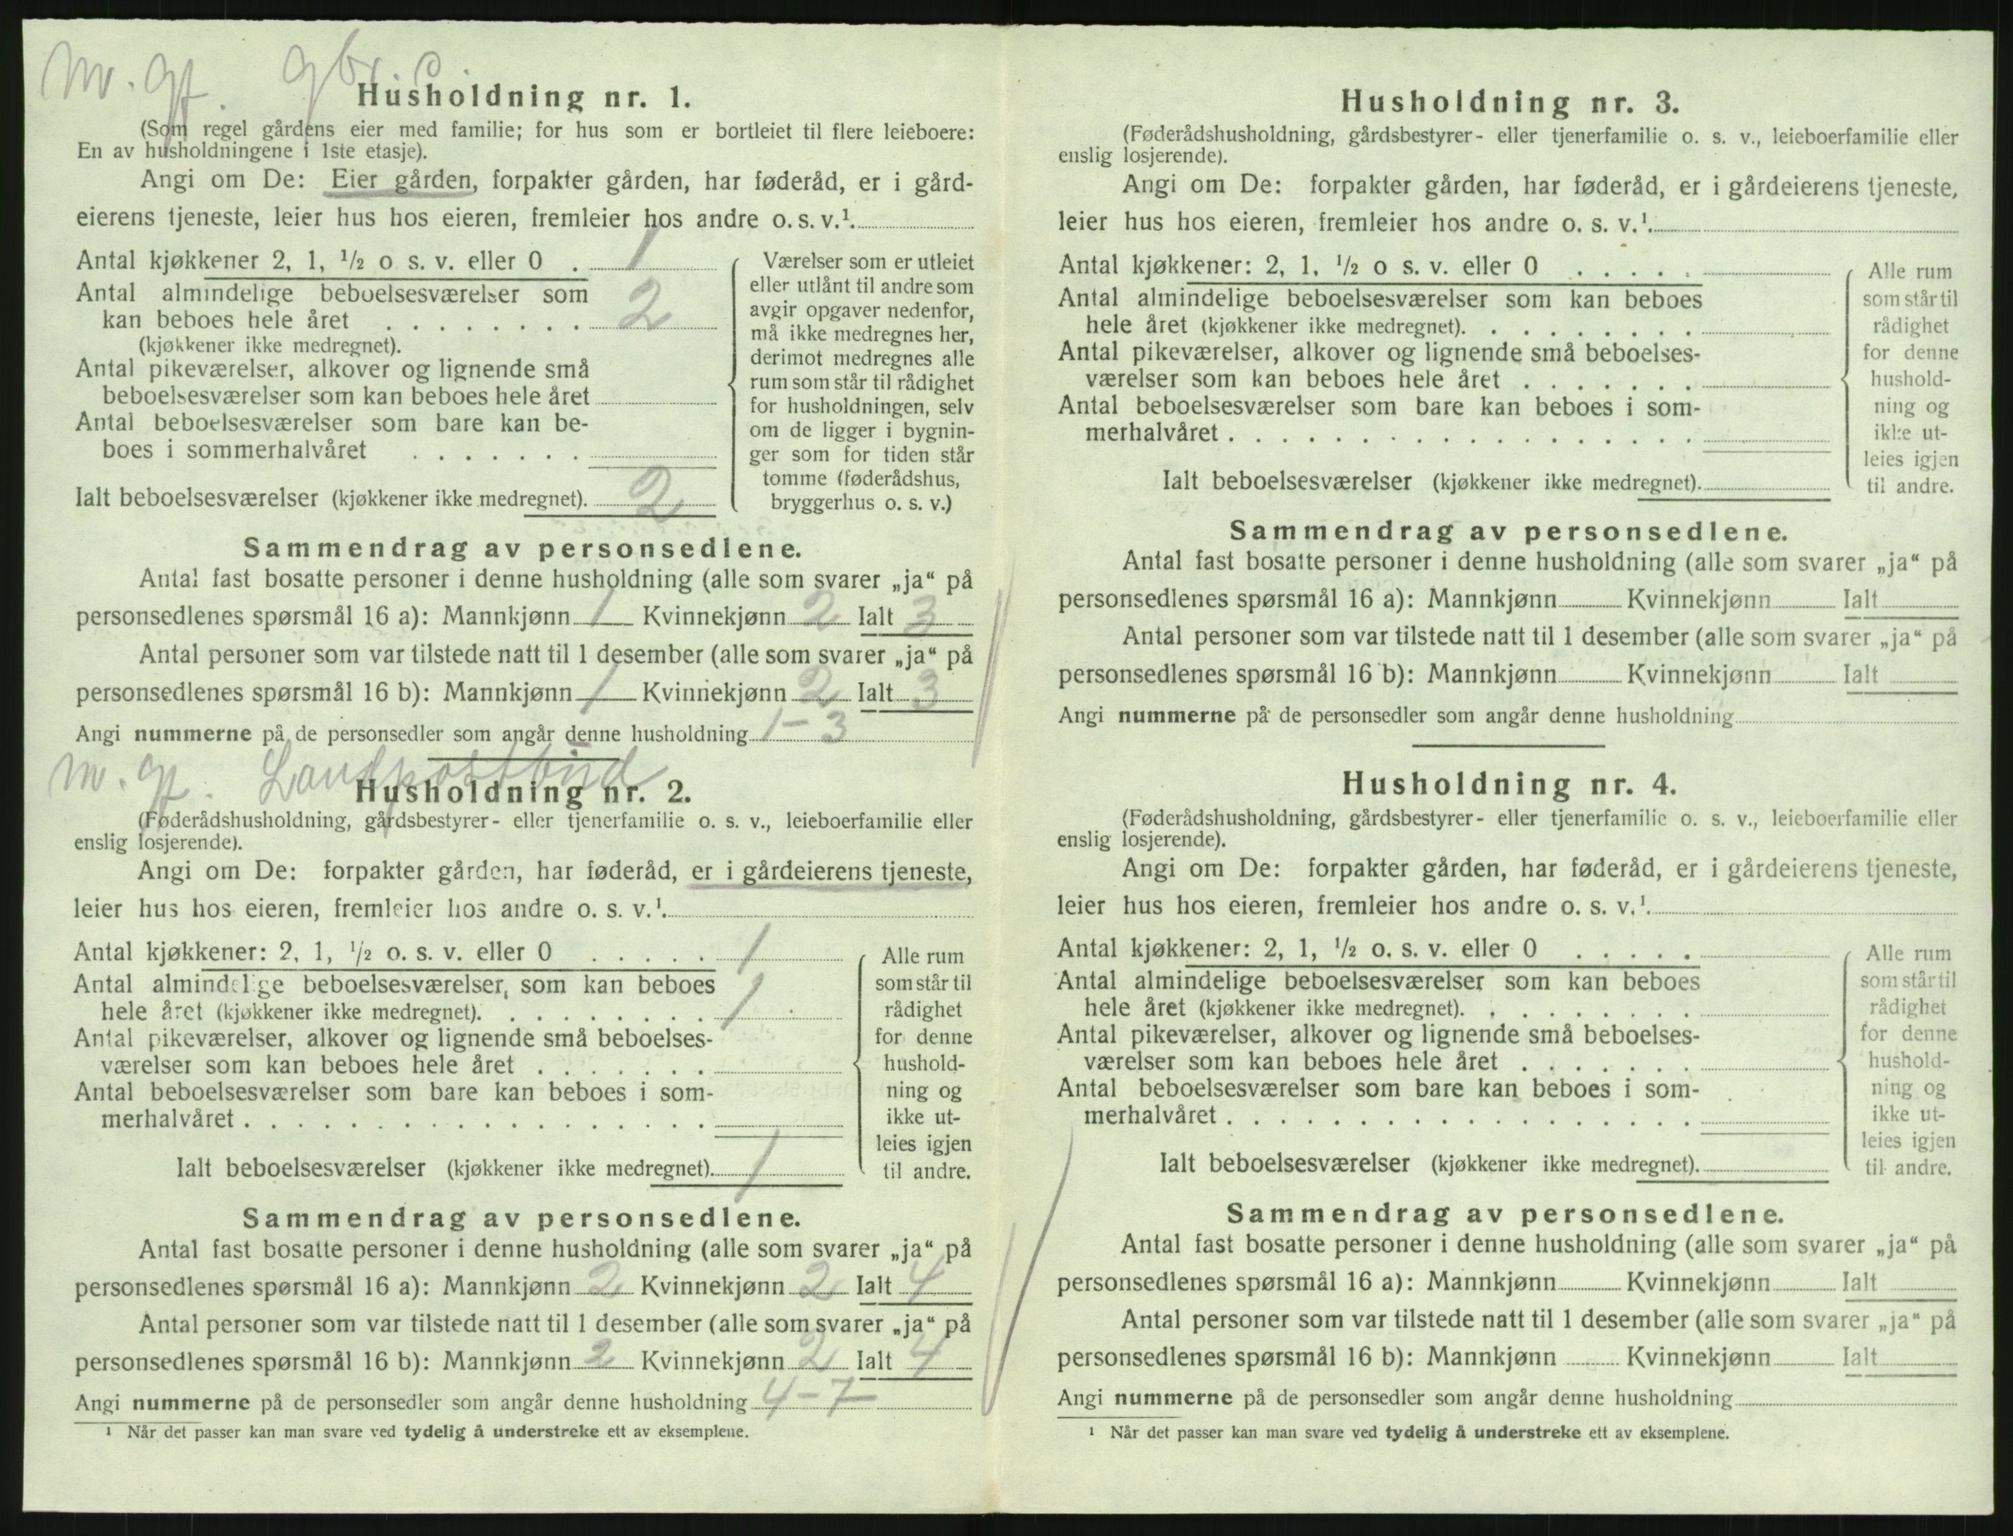 m. gf. gbr. S
Husholdning nr. 1.
(Som regel gårdens eier med familie; for hus som er bortleiet til flere leieboere:
En av husholdningene i 1ste etasje).
Angi om De: Eier gården, forpakter gården, har føderåd, er i gård-
eierens tjeneste, leier hus hos eieren, fremleier hos andre o. s. v.¹.
Antal kjøkkener 2, 1, ½ o s. v. eller 0 . 1
Antal almindelige beboelsesværelser som
kan beboes hele året . . . . . . . . 2
(kjøkkener ikke medregnet).
Antal pikeværelser, alkover og lignende små
beboelsesværelser som kan beboes hele året
Antal beboelsesværelser som bare kan be-
boes i sommerhalvåret . . . . . . .
Ialt beboelsesværelser (kjøkkener ikke medregnet). 2
Værelser som er utleiet
eller utlånt til andre som
avgir opgaver nedenfor,
må ikke medregnes her,
derimot medregnes alle
rum som står til rådighet
for husholdningen, selv
om de ligger i bygnin-
ger som for tiden står
tomme (føderådshus,
bryggerhus o. s. v.)
Sammendrag av personsedlene.
Antal fast bosatte personer i denne husholdning (alle som svarer „ja“ på
personsedlenes spørsmål 16 a): Mannkjønn 1 Kvinnekjønn 2 Ialt 3
Antal personer som var tilstede natt til 1 desember (alle som svarer „ja“ på
personsedlenes spørsmål 16 b): Mannkjønn 1 Kvinnekjønn 2 Ialt 3
Angi nummerne på de personsedler som angår denne husholdning 1-3
m. gf. Landpostbud
Husholdning nr. 2.
(Føderådshusholdning, gårdsbestyrer- eller tjenerfamilie o. s. v., leieboerfamilie eller
enslig losjerende).
Angi om De: forpakter gården, har føderåd, er i gårdeierens tjeneste,
leier hus hos eieren, fremleier hos andre o. s. v.¹.
Antal kjøkkener: 2, 1, ½ o. s. v. eller 0 . . . . . 1
Antal almindelige beboelsesværelser som kan beboes
hele året (kjøkkener ikke medregnet). . . . . . . . . 1
Antal pikeværelser, alkover og lignende små beboelses-
værelser som kan beboes hele året . . . . . . .
Antal beboelsesværelser som bare kan beboes i som-
merhalvåret . . . . . . . . . . . . . . . . .
Ialt beboelsesværelser (kjøkkener ikke medregnet). 1
Alle rum
som står til
rådighet
for denne
hushold-
ning og
ikke ut-
leies igjen
til andre.
Sammendrag av personsedlene.
Antal fast bosatte personer i denne husholdning (alle som svarer „ja“ på
personsedlenes spørsmål 16 a): Mannkjønn 2 Kvinnekjønn 2 Ialt 4
Antal personer som var tilstede natt til 1 desember (alle som svarer „ja“ på
personsedlenes spørsmål 16 b): Mannkjønn 2 Kvinnekjønn 2 Ialt 4
Angi nummerne på de personsedler som angår denne husholdning 4-7
¹ Når det passer kan man svare ved tydelig å understreke ett av eksemplene.
Husholdning nr. 3.
(Føderådshusholdning, gårdsbestyrer- eller tjenerfamilie o. s. v., leieboerfamilie eller
enslig losjerende).
Angi om De: forpakter gården, har føderåd, er i gårdeierens tjeneste,
leier hus hos eieren, fremleier hos andre o. s. v.¹.
Antal kjøkkener: 2, 1, ½ o s. v. eller 0 . . . . .
Antal almindelige beboelsesværelser som kan beboes
hele året (kjøkkener ikke medregnet). . . . . . . . .
Antal pikeværelser, alkover og lignende små beboelses-
værelser som kan beboes hele året . . . . . . .
Antal beboelsesværelser som bare kan beboes i som-
merhalvåret . . . . . . . . . . . . . . . . .
Ialt beboelsesværelser (kjøkkener ikke medregnet).
Alle rum
som står til
rådighet
for denne
hushold-
ning og
ikke ut-
leies igjen
til andre.
Sammendrag av personsedlene.
Antal fast bosatte personer i denne husholdning (alle som svarer „ja“ på
personsedlenes spørsmål 16 a): Mannkjønn Kvinnekjønn Ialt
Antal personer som var tilstede natt til 1 desember (alle som svarer „ja“ på
personsedlenes spørsmål 16 b): Mannkjønn Kvinnekjønn Ialt
Angi nummerne på de personsedler som angår denne husholdning
Husholdning nr. 4.
(Føderådshusholdning, gårdsbestyrer- eller tjenerfamilie o. s. v., leieboerfamilie eller
enslig losjerende).
Angi om De: forpakter gården, har føderåd, er i gårdeierens tjeneste,
leier hus hos eieren, fremleier hos andre o. s. v.¹.
Antal kjøkkener: 2, 1, ½ o. s. v. eller 0 . . . . .
Antal almindelige beboelsesværelser som kan beboes
hele året (kjøkkener ikke medregnet). . . . . . . . .
Antal pikeværelser, alkover og lignende små beboelses-
værelser som kan beboes hele året . . . . . . .
Antal beboelsesværelser som bare kan beboes i som-
merhalvåret . . . . . . . . . . . . . . . . .
Ialt beboelsesværelser (kjøkkener ikke medregnet).
Alle rum
som står til
rådighet
for denne
hushold-
ning og
ikke ut-
leies igjen
til andre.
Sammendrag av personsedlene.
Antal fast bosatte personer i denne husholdning (alle som svarer „ja“ på
personsedlenes spørsmål 16 a): Mannkjønn Kvinnekjønn Ialt
Antal personer som var tilstede natt til 1 desember (alle som svarer „ja“ på
personsedlenes spørsmål 16 b): Mannkjønn Kvinnekjønn Ialt
Angi nummerne på de personsedler som angår denne husholdning
¹ Når det passer kan man svare ved tydelig å understreke ett av eksemplene.